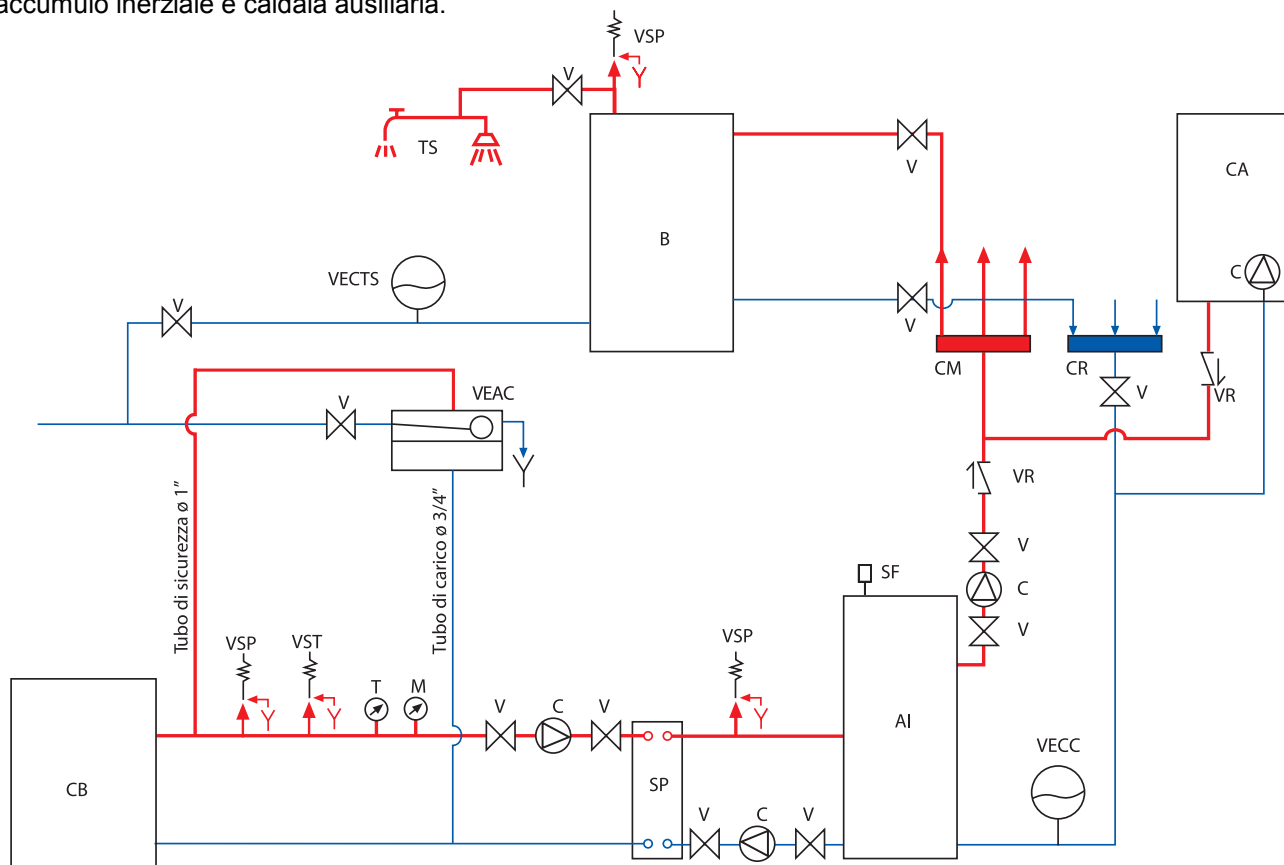 accumulo inerziale e caldaia ausiliaria.
VSP
V
TS
V
CA
B
C
VECTS
V
V
CM
CR
V
VR
VEAC
V
Tubo di sicurezza ø 1"
Tubo di carico ø 3/4"
VR
V
SF
C
V
VSP
VST
T
M
V
C
V
VSP
AI
VECC
CB
SP
V
C
V